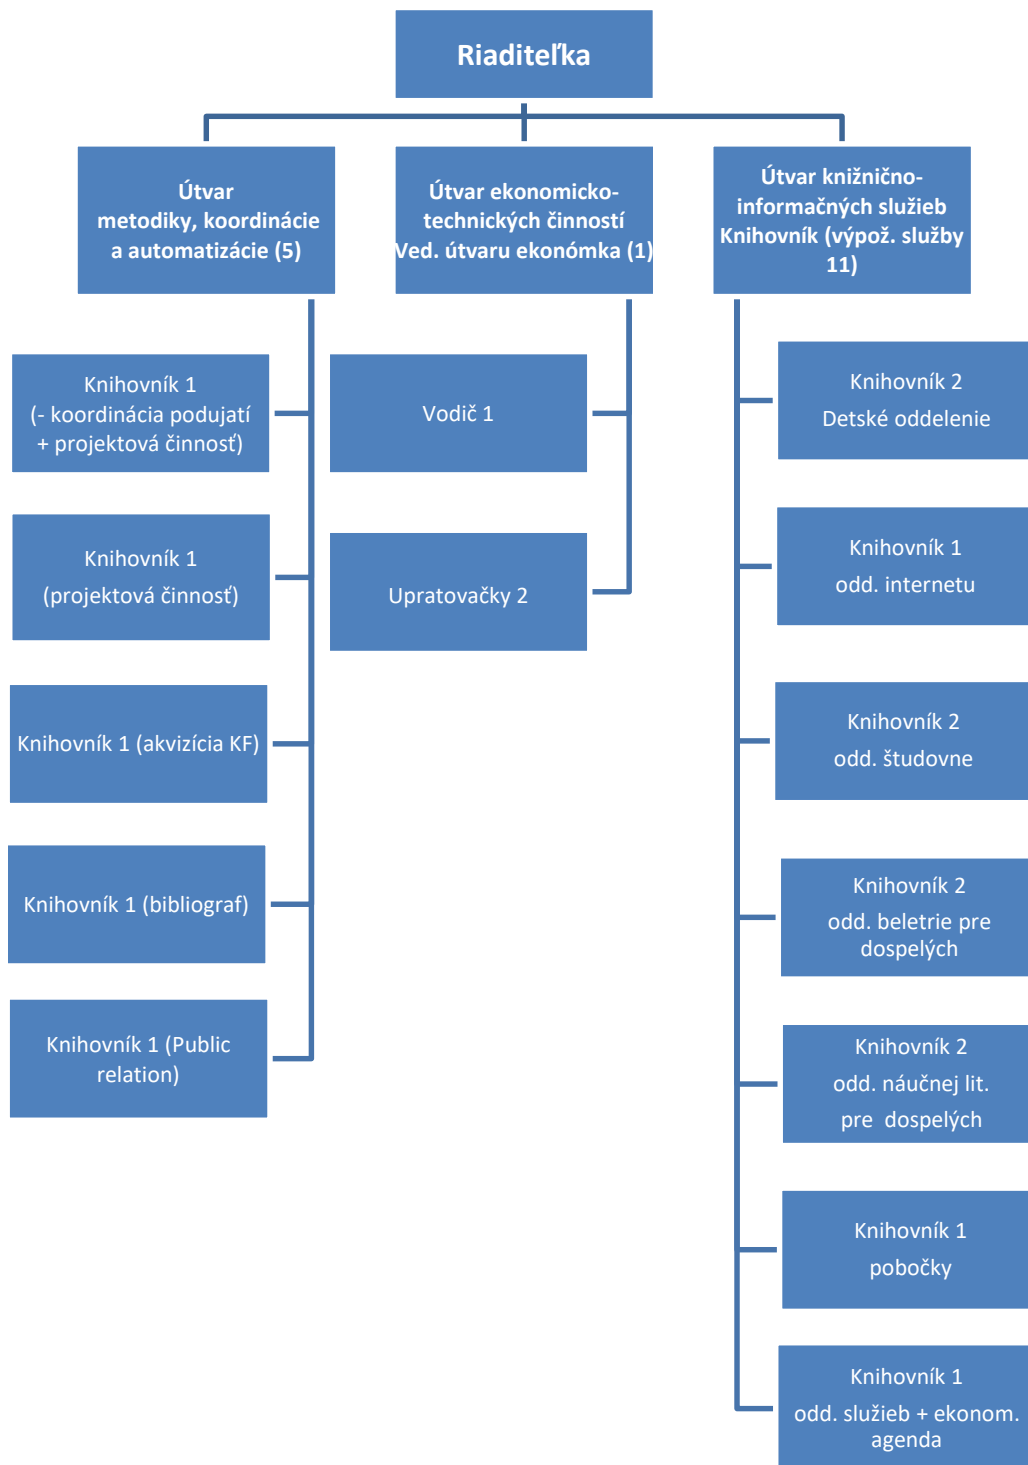 Riaditeľka
Útvar
metodiky, koordinácie
a automatizácie (5)
Útvar ekonomicko-
technických činností
Ved. útvaru ekonómka (1)
Útvar knižnično-
informačných služieb
Knihovník (výpož. služby
11)
Knihovník 1
(- koordinácia podujatí
+ projektová činnosť)
Knihovník 1
(projektová činnosť)
Knihovník 1 (akvizícia KF)
Knihovník 1 (bibliograf)
Knihovník 1 (Public
relation)
Vodič 1
Upratovačky 2
Knihovník 2
Detské oddelenie
Knihovník 1
odd. internetu
Knihovník 2
odd. študovne
Knihovník 2
odd. beletrie pre
dospelých
Knihovník 2
odd. náučnej lit.
pre  dospelých
Knihovník 1
pobočky
Knihovník 1
odd. služieb + ekonom.
agenda